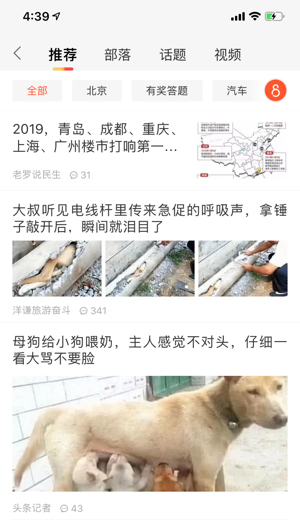 4:39
推荐 部落 话题 视频
全部 北京 有奖答题 汽车
2019，青岛、成都、重庆、
上海、广州楼市打响第一...
老罗说民生 31
大叔听见电线杆里传来急促的呼吸声，拿锤
子敲开后，瞬间就泪目了
洋谦旅游奋斗 341
母狗给小狗喂奶，主人感觉不对头，仔细一
看大骂不要脸
头条记者 43